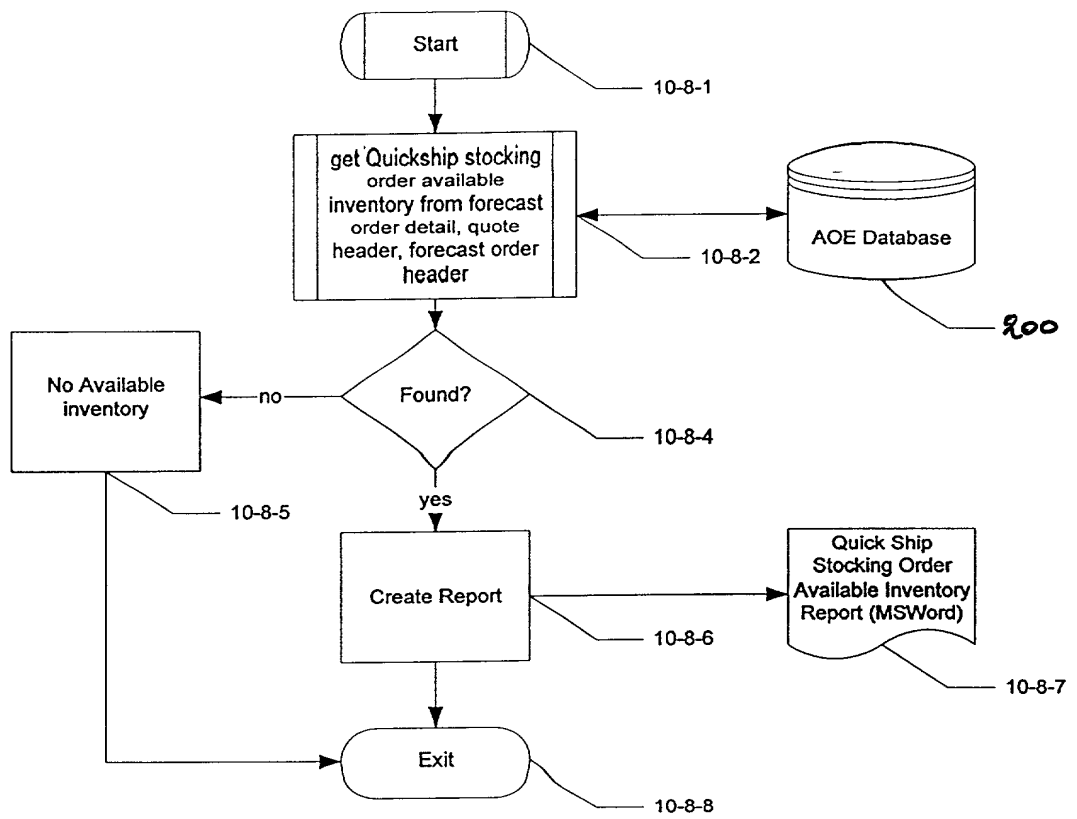 Start
10-8-1
get Quickship stocking
order available
inventory from forecast
order detail, quote
header, forecast order
header
10-8-2
AOE Database
200
No Available
inventory
no
Found?
10-8-4
10-8-5
yes
Create Report
10-8-6
Quick Ship
Stocking Order
Available Inventory
Report (MSWord)
10-8-7
Exit
10-8-8